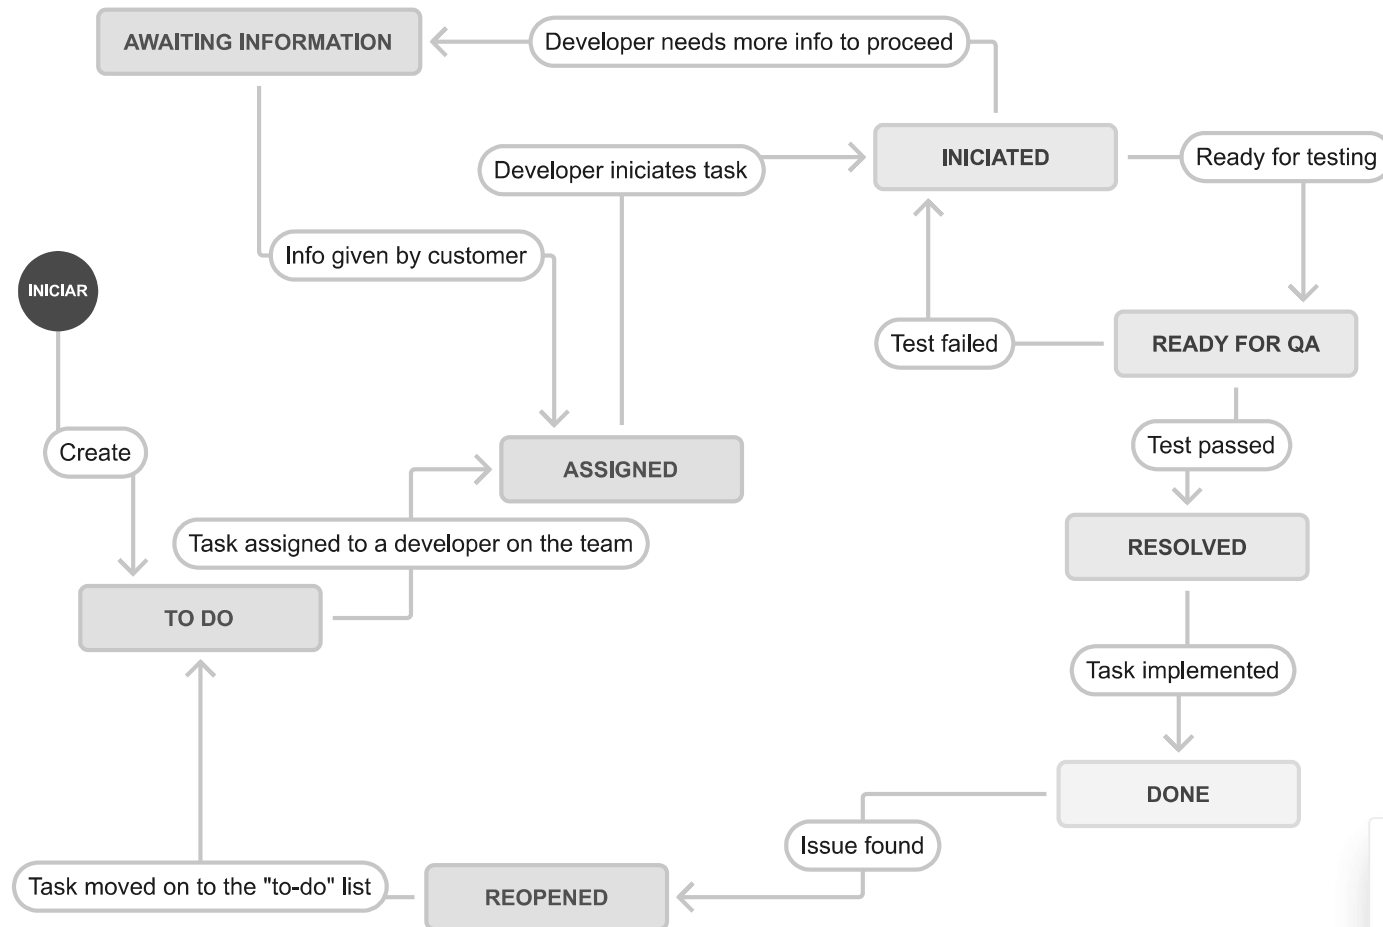 AWAITING INFORMATION
Developer needs more info to proceed
INICIATED
Ready for testing
Developer iniciates task
Info given by customer
INICIAR
Test failed
READY FOR QA
Create
Test passed
ASSIGNED
Task assigned to a developer on the team
RESOLVED
TO DO
Task implemented
DONE
Issue found
Task moved on to the "to-do" list
REOPENED